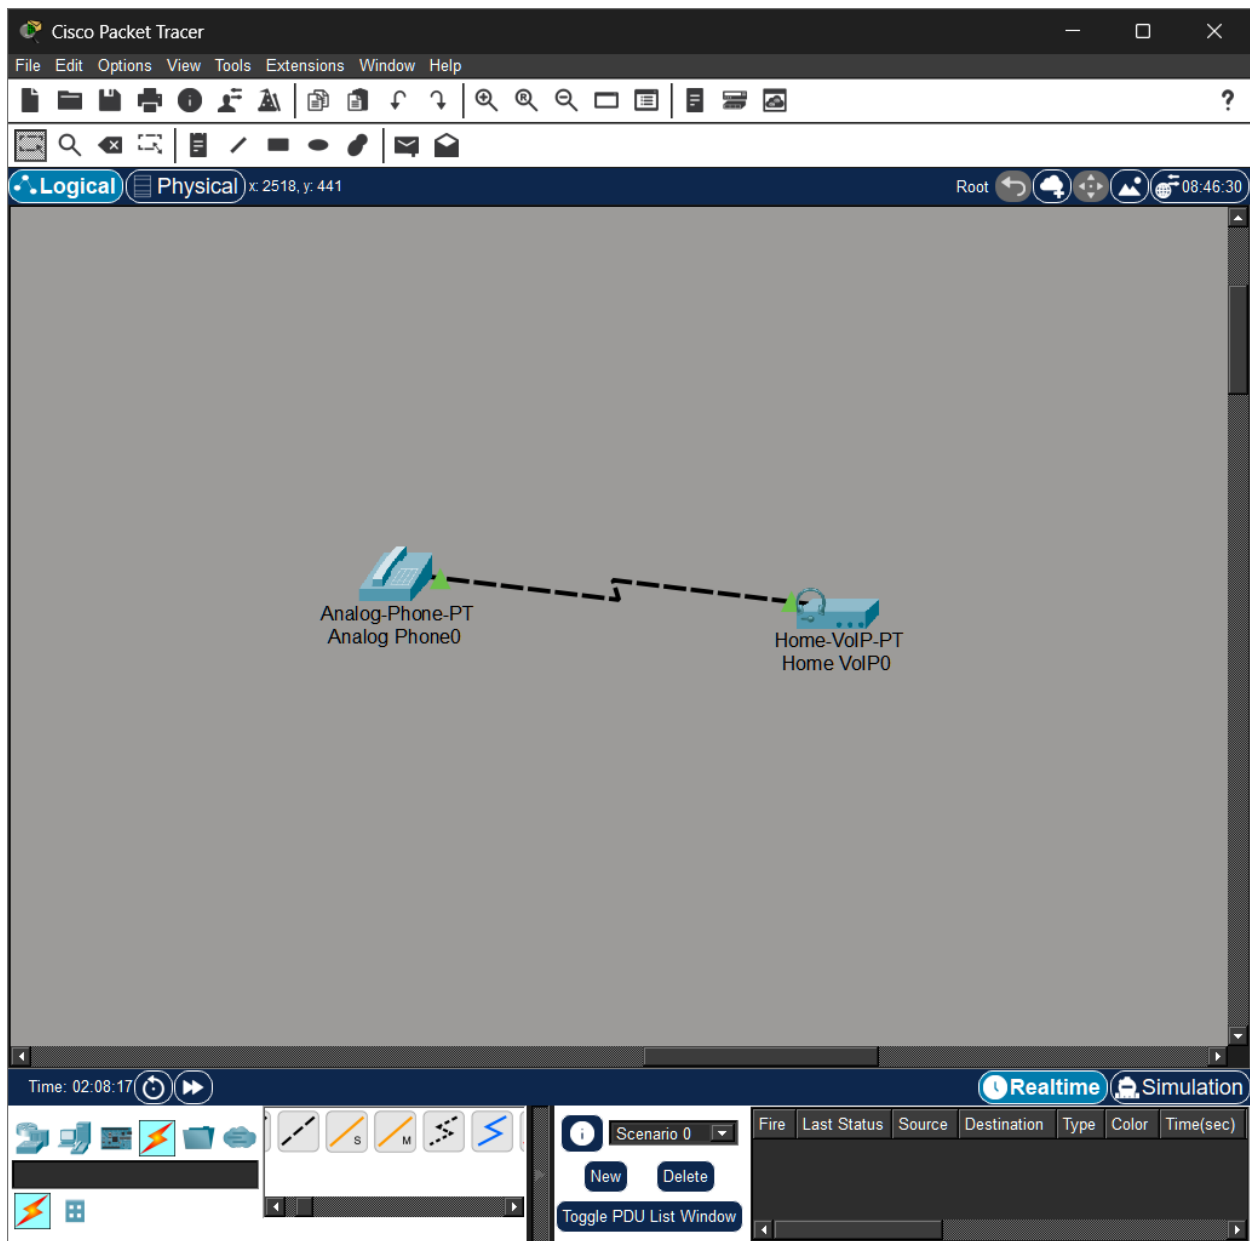 Cisco Packet Tracer
File Edit Options View Tools Extensions Window Help
?
Logical Physical x: 2518, y: 441 Root 08:46:30
Analog-Phone-PT
Analog Phone0
Home-VoIP-PT
Home VoIP0
Time: 02:08:17 Realtime Simulation
S M
Scenario 0
Fire Last Status Source Destination Type Color Time(sec)
New Delete
Toggle PDU List Window